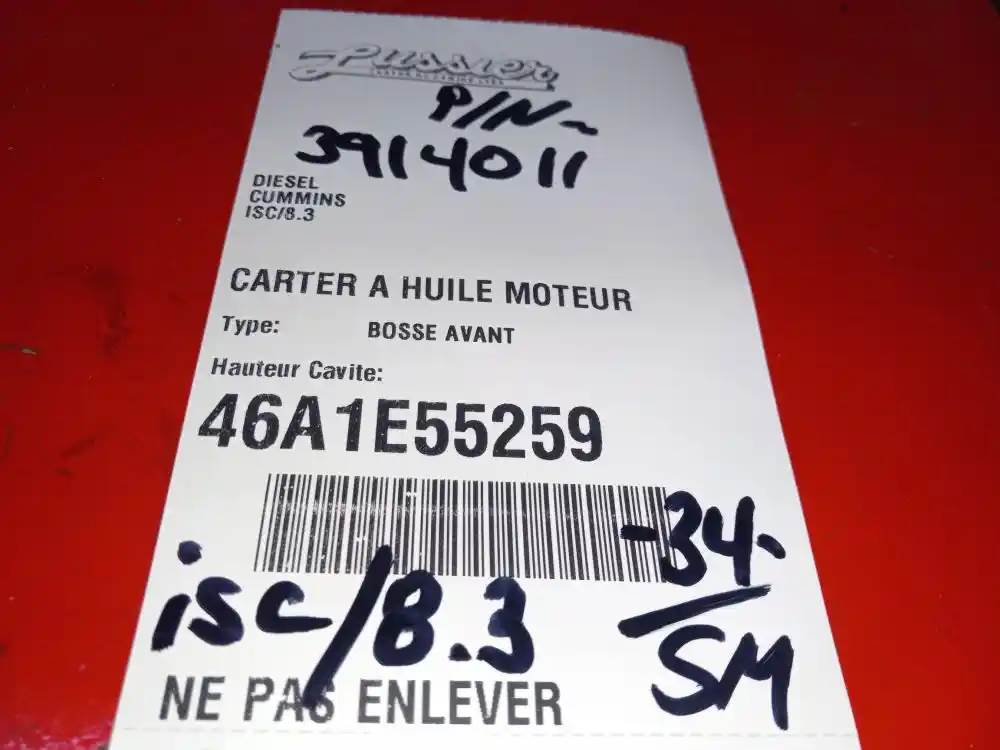 Lussier
P/N~
3914011
DIESEL
CUMMINS
ISC/8.3
CARTER A HUILE MOTEUR
Type: BOSSE AVANT
Hauteur Cavite:
46A1E55259
-34-
isc/8.3
SM
NE PAS ENLEVER